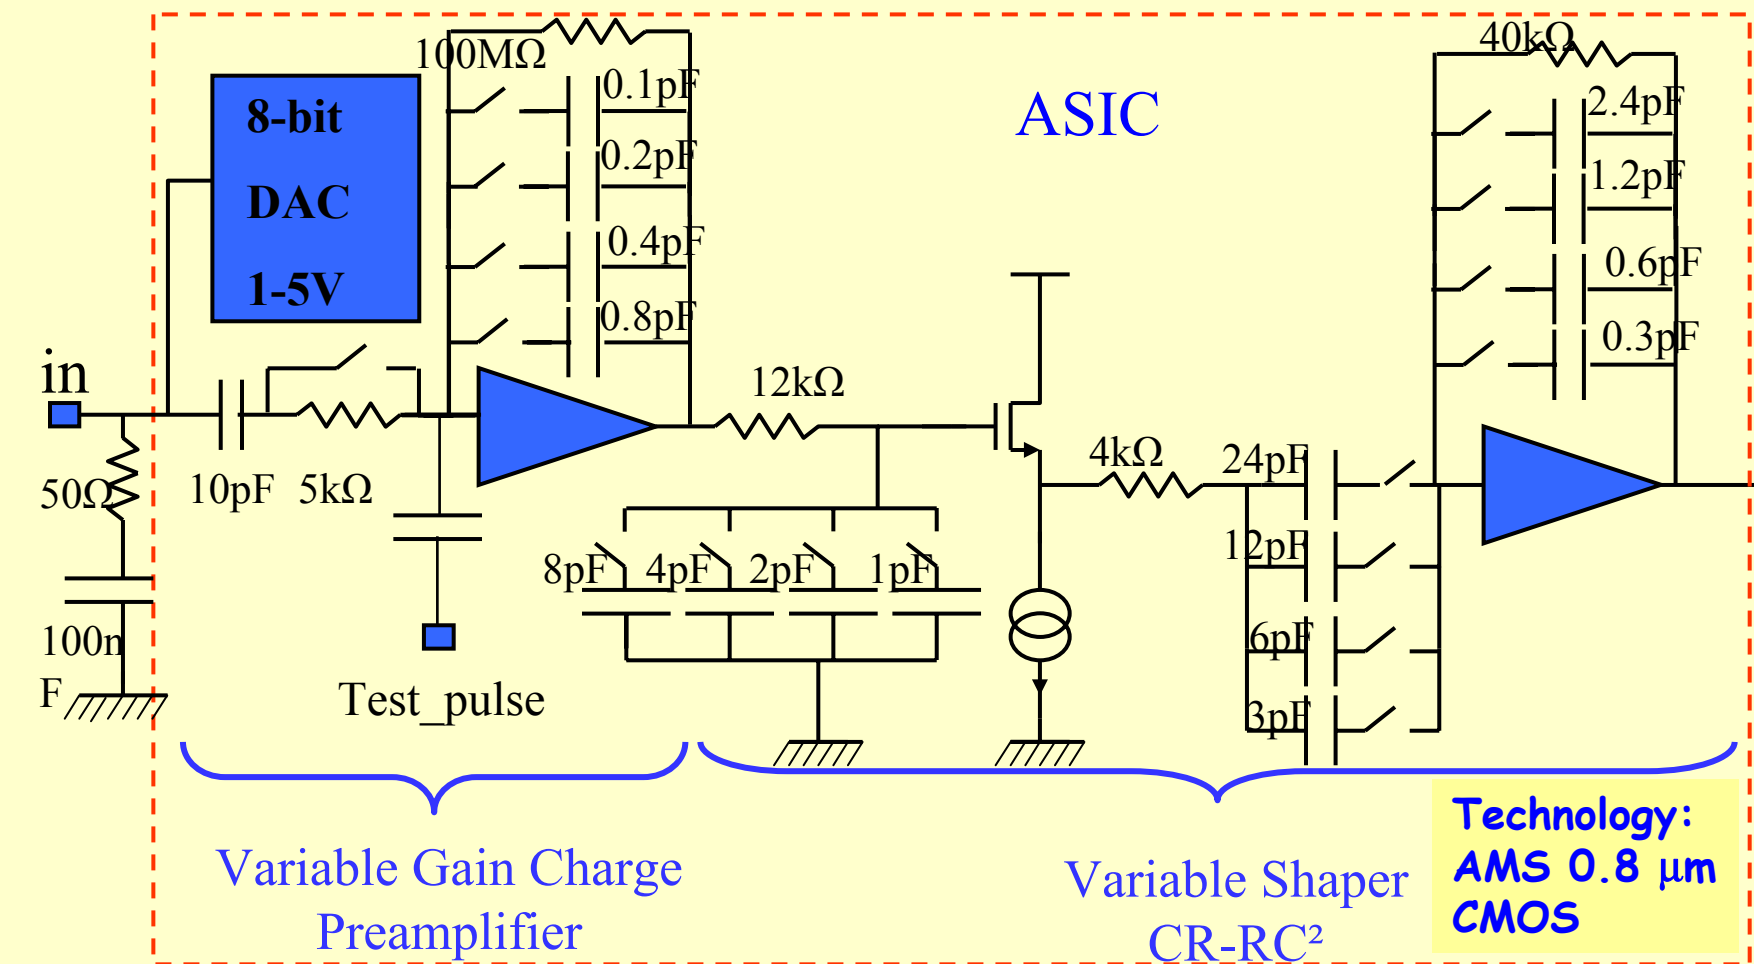 100MΩ
40kΩ
8-bit
DAC
1-5V
0.1pF
0.2pF
0.4pF
0.8pF
ASIC
2.4pF
1.2pF
0.6pF
0.3pF
in
12kΩ
4kΩ
50Ω
10pF
5kΩ
24pF
12pF
6pF
3pF
8pF
4pF
2pF
1pF
100n
F
Test_pulse
Variable Gain Charge
Preamplifier
Variable Shaper
CR-RC²
Technology:
AMS 0.8 μm
CMOS